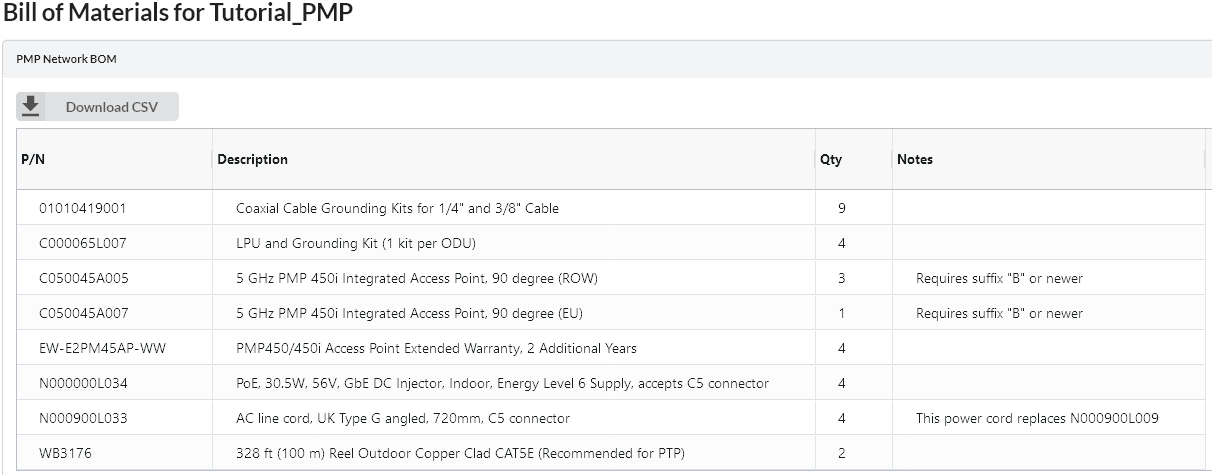 Bill of Materials for Tutorial_PMP
PMP Network BOM
Download CSV
P/N Description Qty Notes
01010419001 Coaxial Cable Grounding Kits for 1/4" and 3/8" Cable 9
C000065L007 LPU and Grounding Kit (1 kit per ODU) 4
C050045A005 5 GHz PMP 450i Integrated Access Point, 90 degree (ROW) 3 Requires suffix "B" or newer
C050045A007 5 GHz PMP 450i Integrated Access Point, 90 degree (EU) 1 Requires suffix "B" or newer
EW-E2PM45AP-WW PMP450/450i Access Point Extended Warranty, 2 Additional Years 4
N000000L034 PoE, 30.5W, 56V, GbE DC Injector, Indoor, Energy Level 6 Supply, accepts C5 connector 4
N000900L033 AC line cord, UK Type G angled, 720mm, C5 connector 4 This power cord replaces N000900L009
WB3176 328 ft (100 m) Reel Outdoor Copper Clad CAT5E (Recommended for PTP) 2